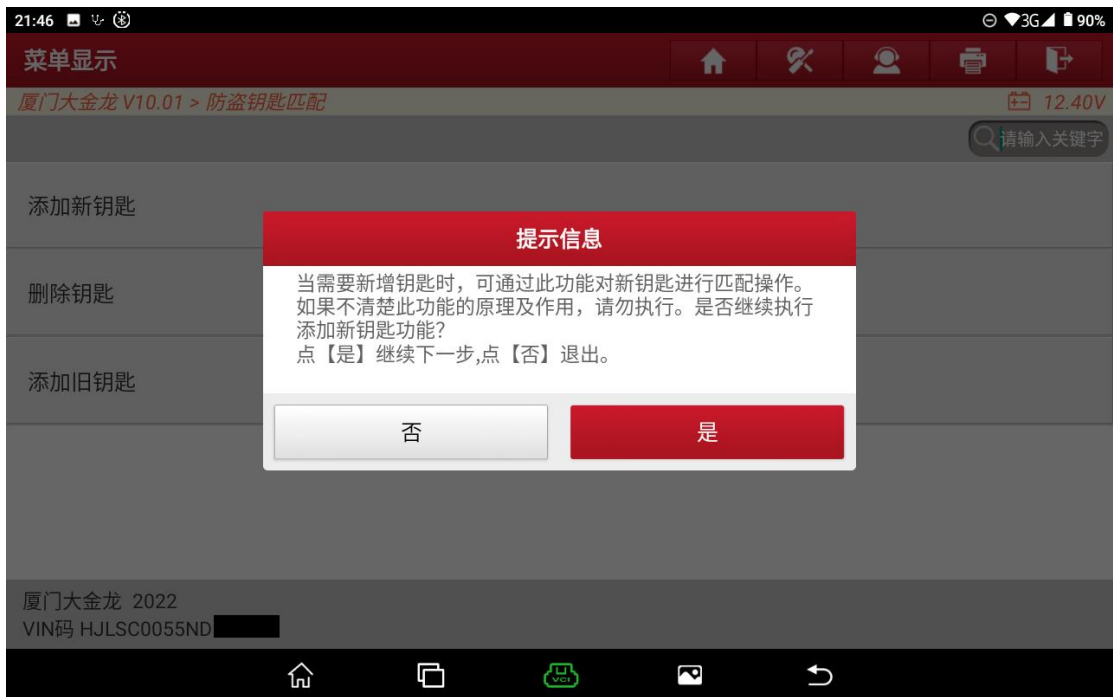 21:46
3G 90%
菜单显示
厦门大金龙 V10.01 > 防盗钥匙匹配
12.40V
请输入关键字
添加新钥匙
删除钥匙
添加旧钥匙
提示信息
当需要新增钥匙时，可通过此功能对新钥匙进行匹配操作。
如果不清楚此功能的原理及作用，请勿执行。是否继续执行
添加新钥匙功能？
点【是】继续下一步,点【否】退出。
否
是
厦门大金龙 2022
VIN码 HJLSC0055ND
VCI